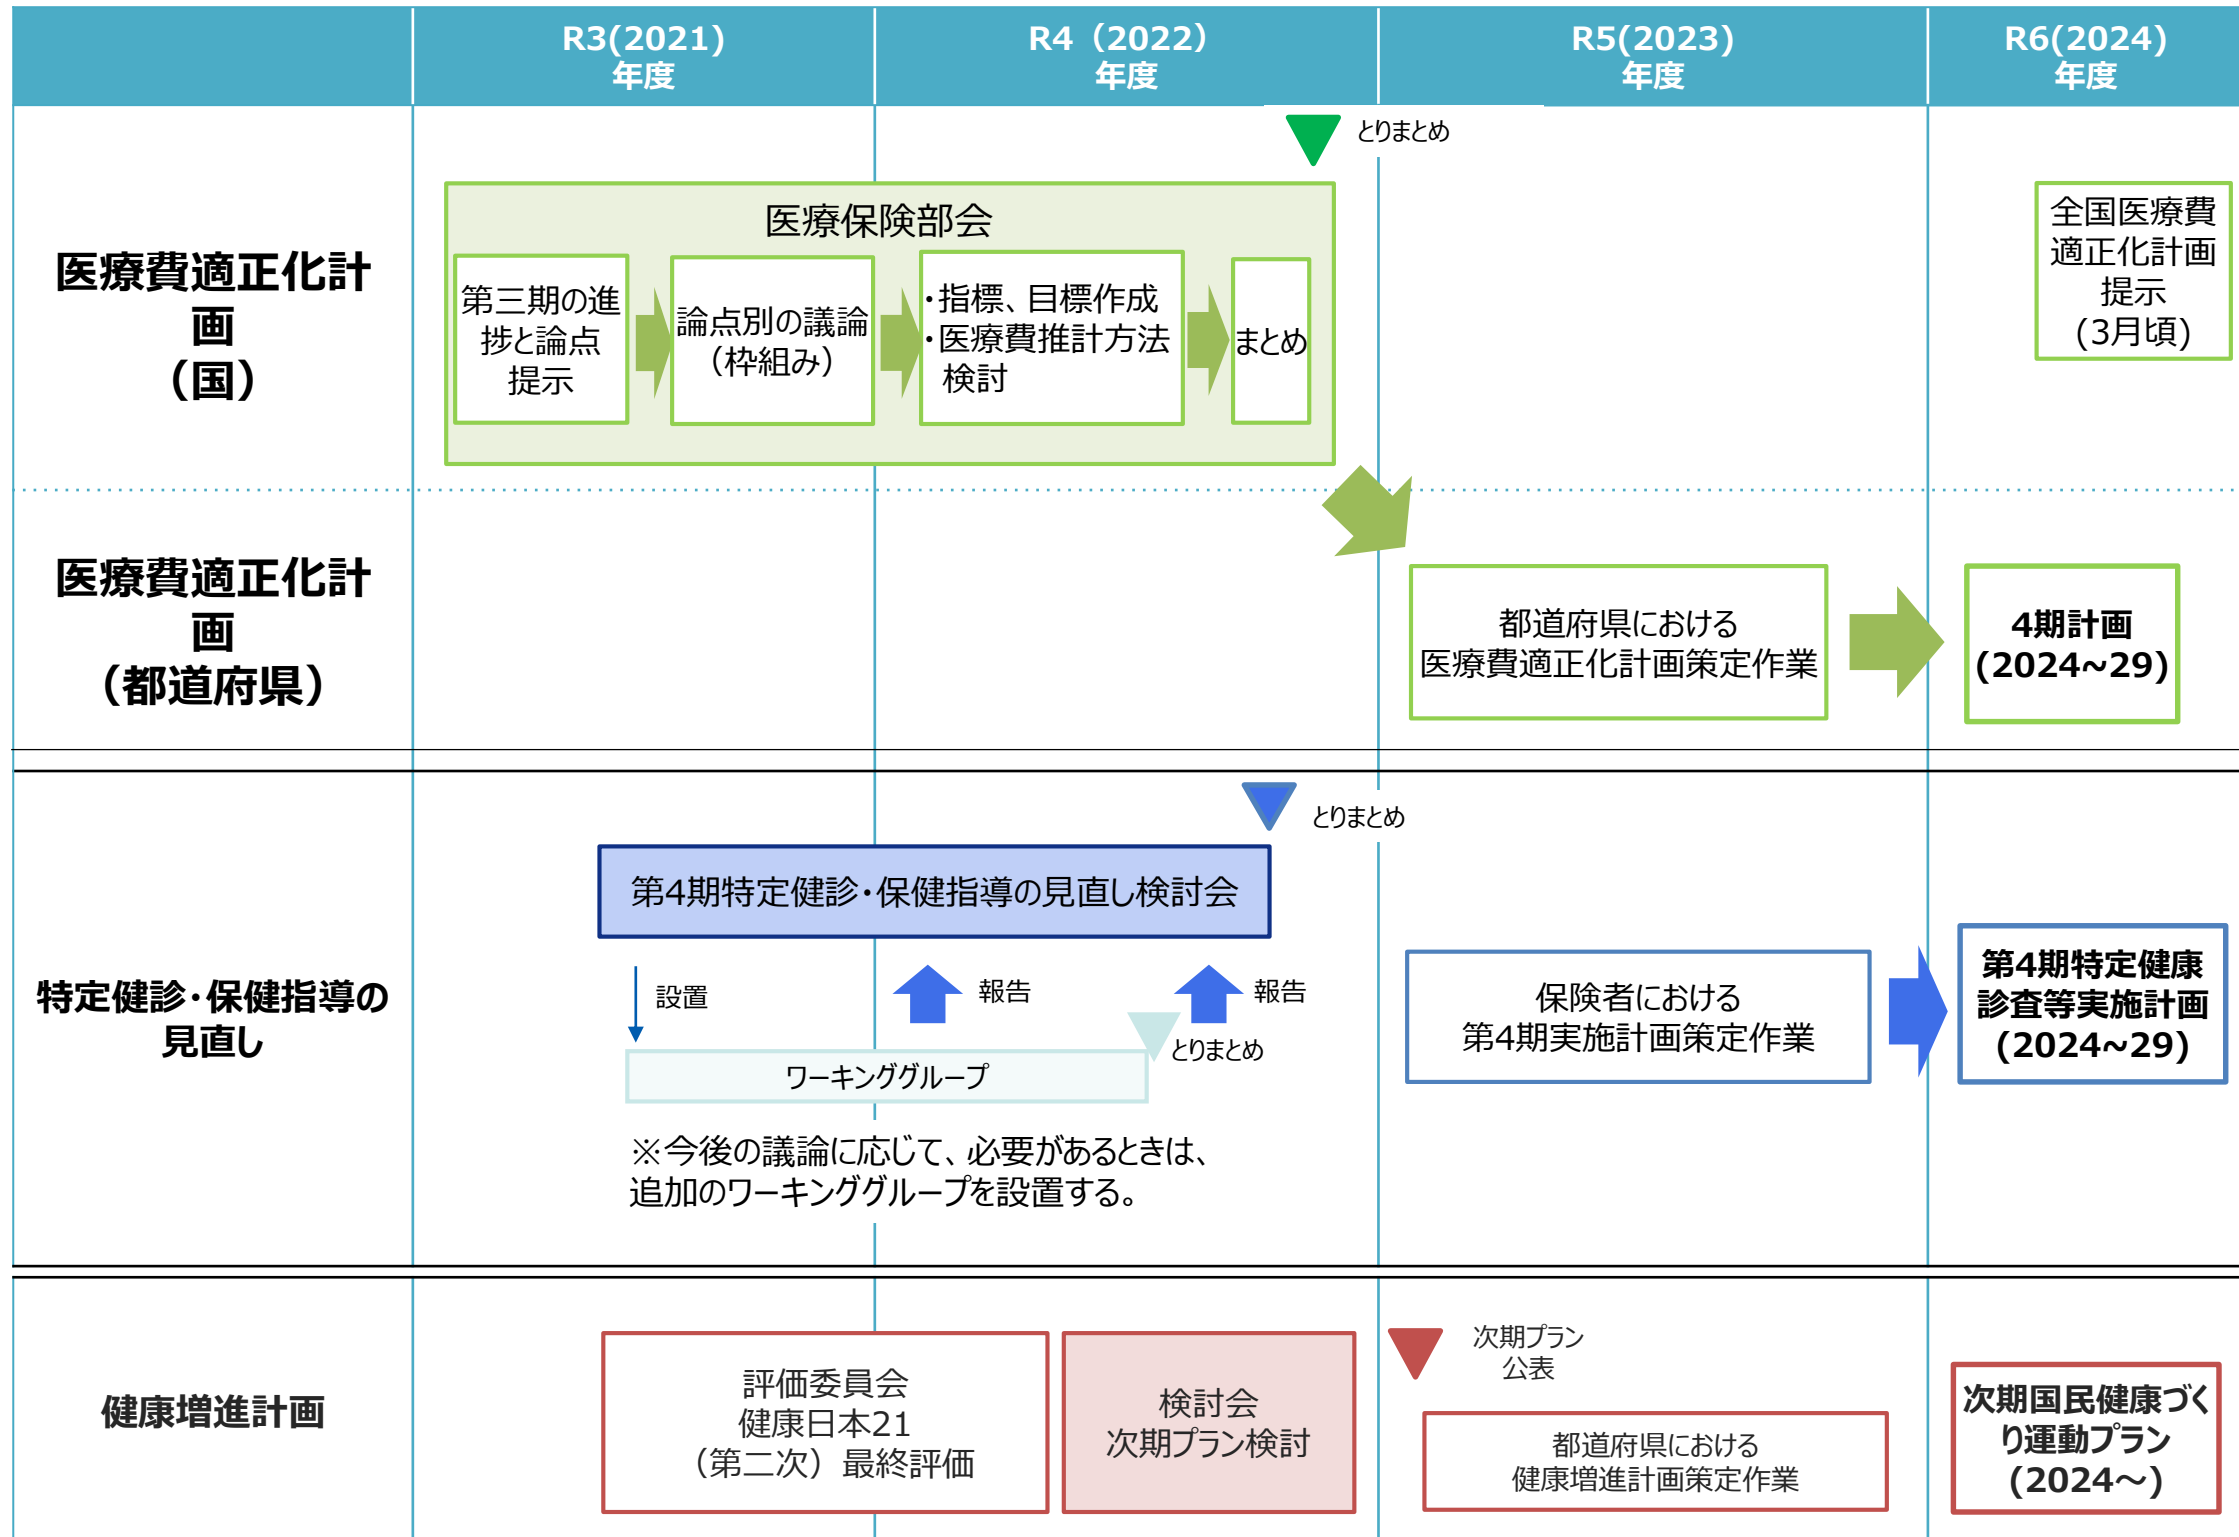 R3(2021)
年度
R4（2022）
年度
R5(2023)
年度
R6(2024)
年度
医療費適正化計
画
（国）
とりまとめ
医療保険部会
第三期の進
捗と論点
提示
論点別の議論
（枠組み）
・指標、目標作成
・医療費推計方法
検討
まとめ
全国医療費
適正化計画
提示
(3月頃)
医療費適正化計
画
（都道府県）
都道府県における
医療費適正化計画策定作業
4期計画
(2024~29)
特定健診・保健指導の
見直し
とりまとめ
第4期特定健診・保健指導の見直し検討会
設置
報告
報告
とりまとめ
ワーキンググループ
※今後の議論に応じて、必要があるときは、
追加のワーキンググループを設置する。
保険者における
第4期実施計画策定作業
第4期特定健康
診査等実施計画
(2024~29)
健康増進計画
評価委員会
健康日本21
（第二次）最終評価
検討会
次期プラン検討
次期プラン
公表
都道府県における
健康増進計画策定作業
次期国民健康づく
り運動プラン
(2024～)